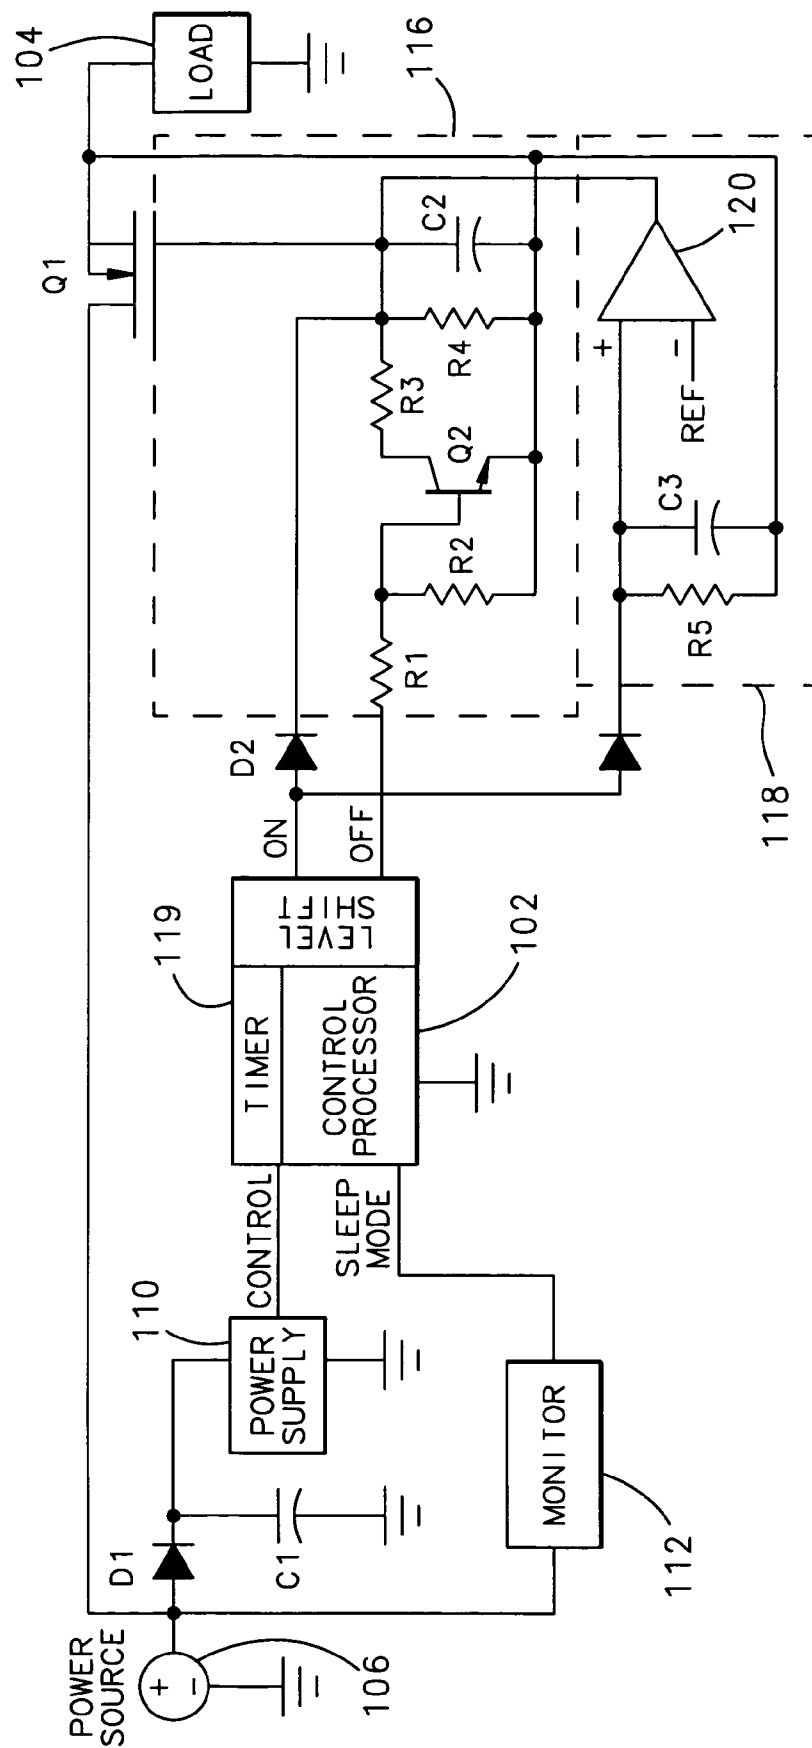 POWER
SOURCE
+
-
106
D1
C1
110
POWER
SUPPLY
CONTROL
SLEEP
MODE
MONITOR
112
119
TIMER
CONTROL
PROCESSOR
LEVEL
SHIFT
102
ON
OFF
D2
R1
R2
Q2
R3
R4
C2
Q1
104
LOAD
116
118
R5
C3
REF
+
-
120